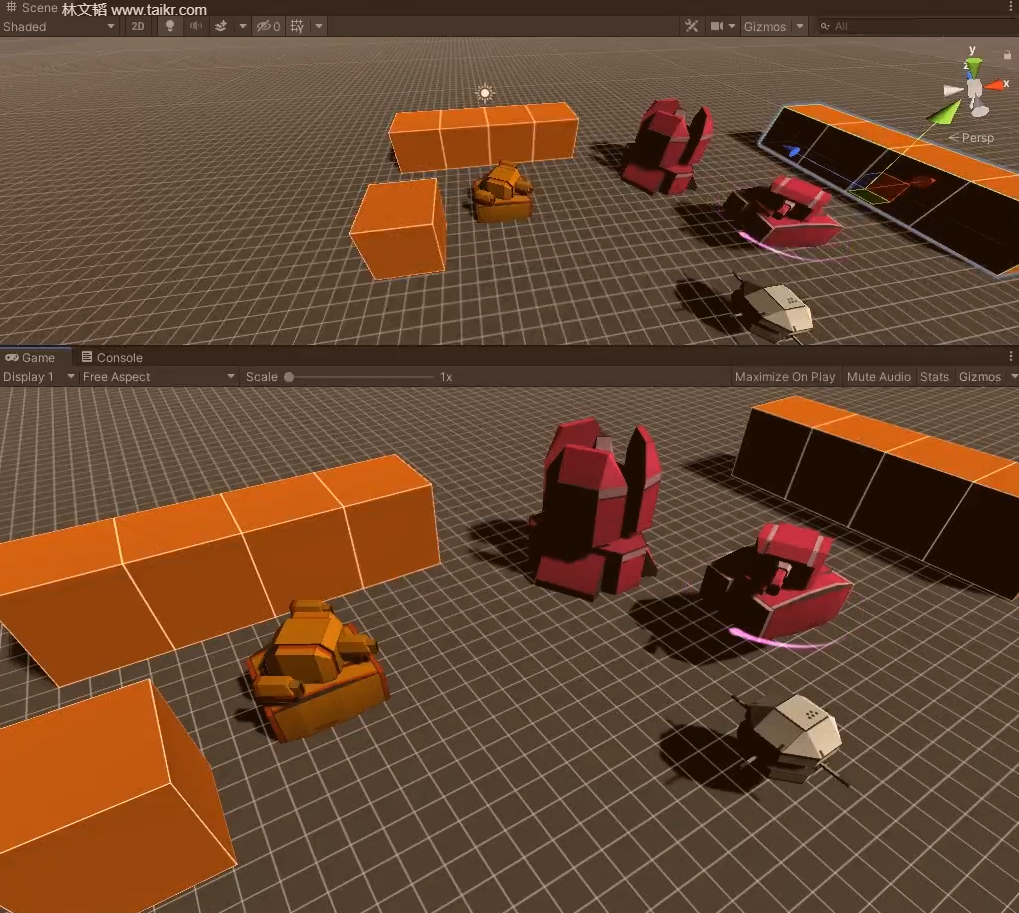 Scene 林文韬 www.taikr.com
Shaded 2D 0 Gizmos All
y
z x
Persp
Game Console
Display 1 Free Aspect Scale 1x Maximize On Play Mute Audio Stats Gizmos